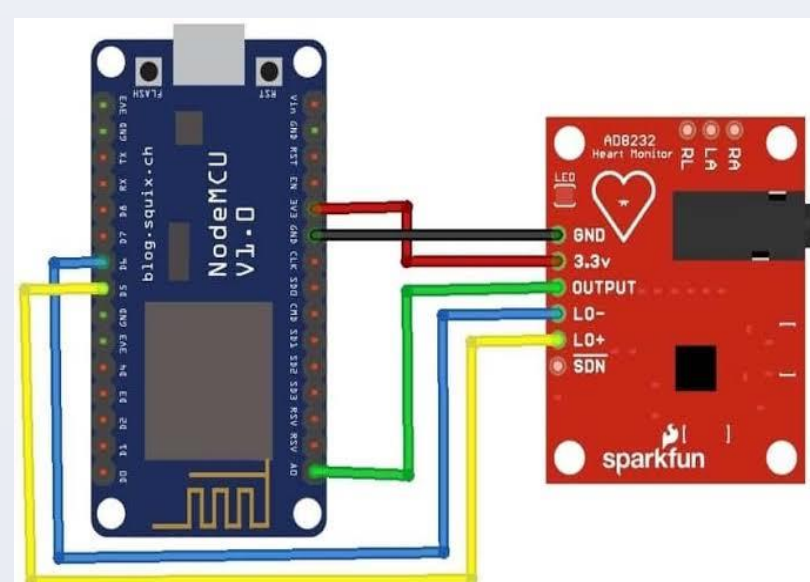 FLASH
RST
3V3
GND
TX
RX
D8
D7
D6
D5
GND
3V3
D4
D3
D2
D1
D0
blog.squix.ch
NodeMCU
V1.0
Vin
GND
RST
EN
3V3
GND
CLK
SD0
CMD
SD1
SD2
SD3
RSV
RSV
A0
AD8232
Heart Monitor
RL
LA
RA
LED
GND
3.3v
OUTPUT
LO-
LO+
SDN
sparkfun